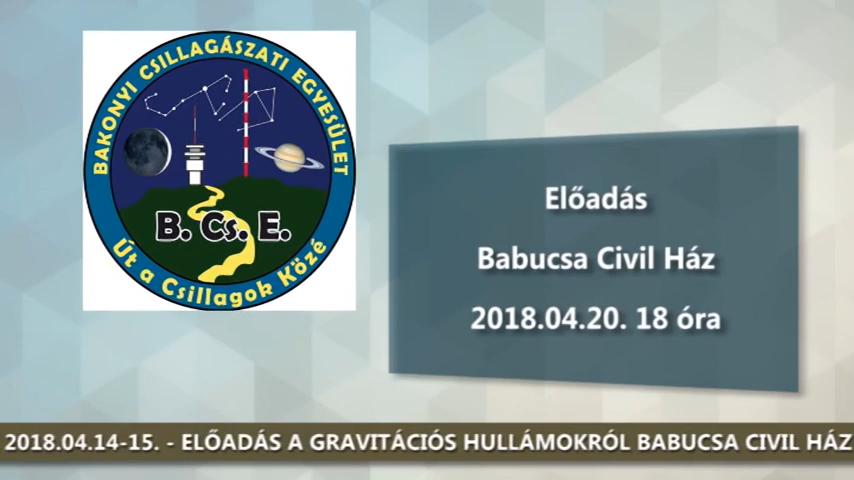 BAKONYI CSILLAGÁSZATI EGYESÜLET
B. Cs. E.
Út a Csillagok Közé
Előadás
Babucsa Civil Ház
2018.04.20. 18 óra
2018.04.14-15. - ELŐADÁS A GRAVITÁCIÓS HULLÁMOKRÓL BABUCSA CIVIL HÁZ